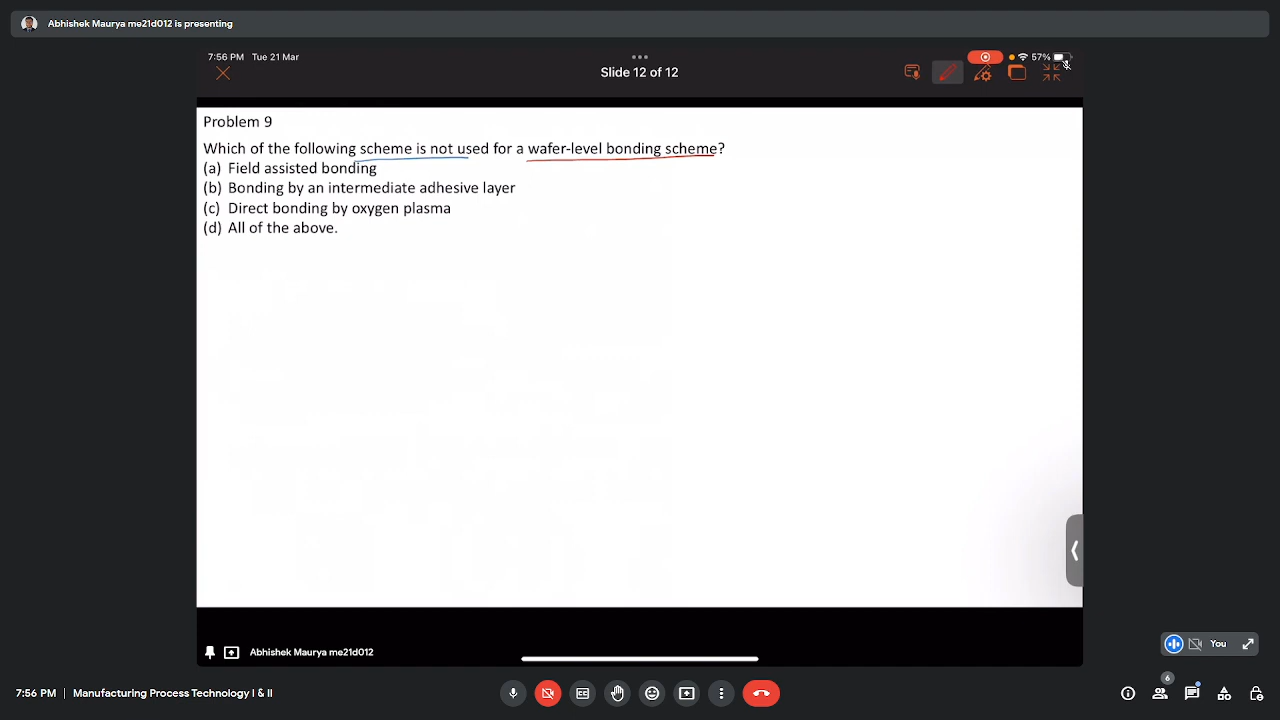 Abhishek Maurya me21d012 is presenting
7:56 PM Tue 21 Mar
57%
Slide 12 of 12
Problem 9
Which of the following scheme is not used for a wafer-level bonding scheme?
(a) Field assisted bonding
(b) Bonding by an intermediate adhesive layer
(c) Direct bonding by oxygen plasma
(d) All of the above.
Abhishek Maurya me21d012
You
7:56 PM | Manufacturing Process Technology I & II
6